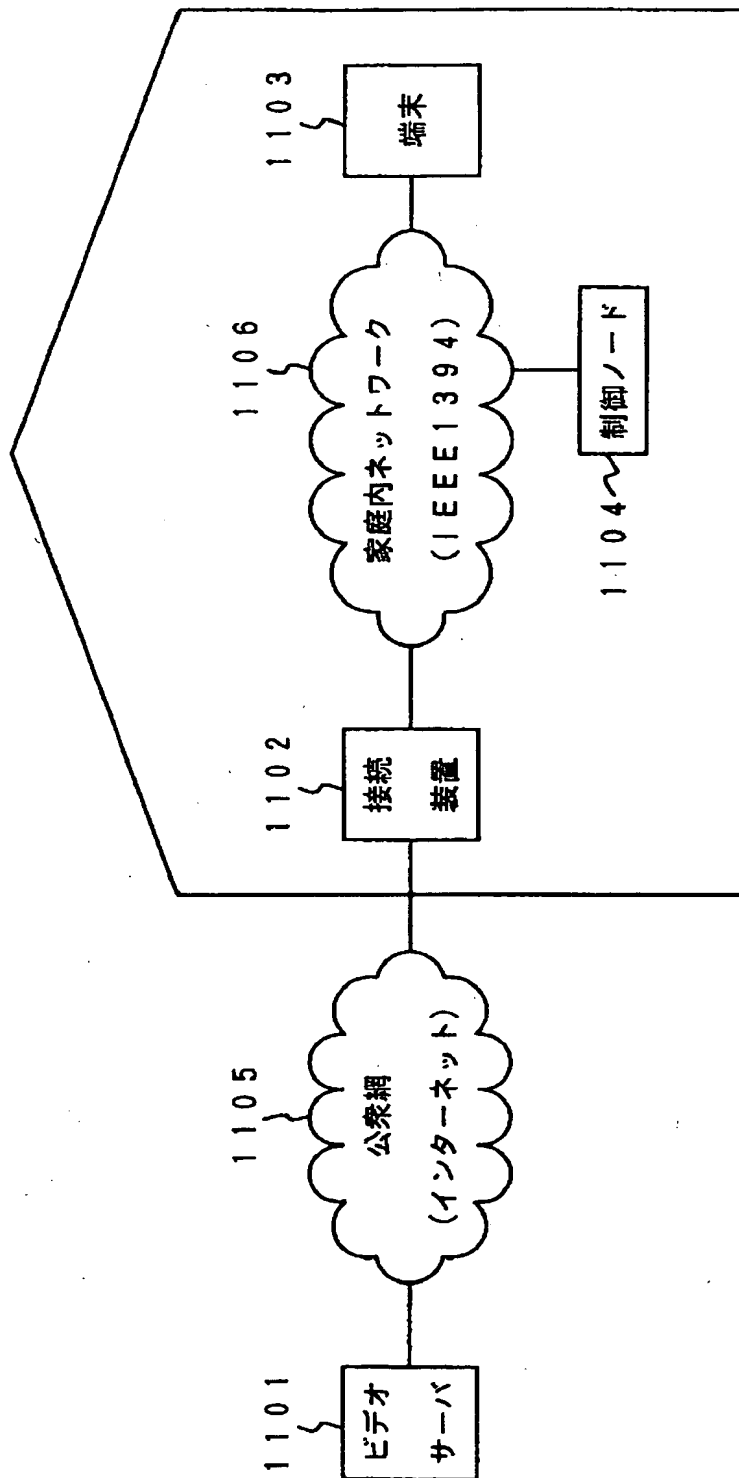 1101
ビデオ
サーバ
1105
公衆網
(インターネット)
1102
接続
装置
1106
家庭内ネットワーク
(IEEE1394)
1103
端末
1104
制御ノード